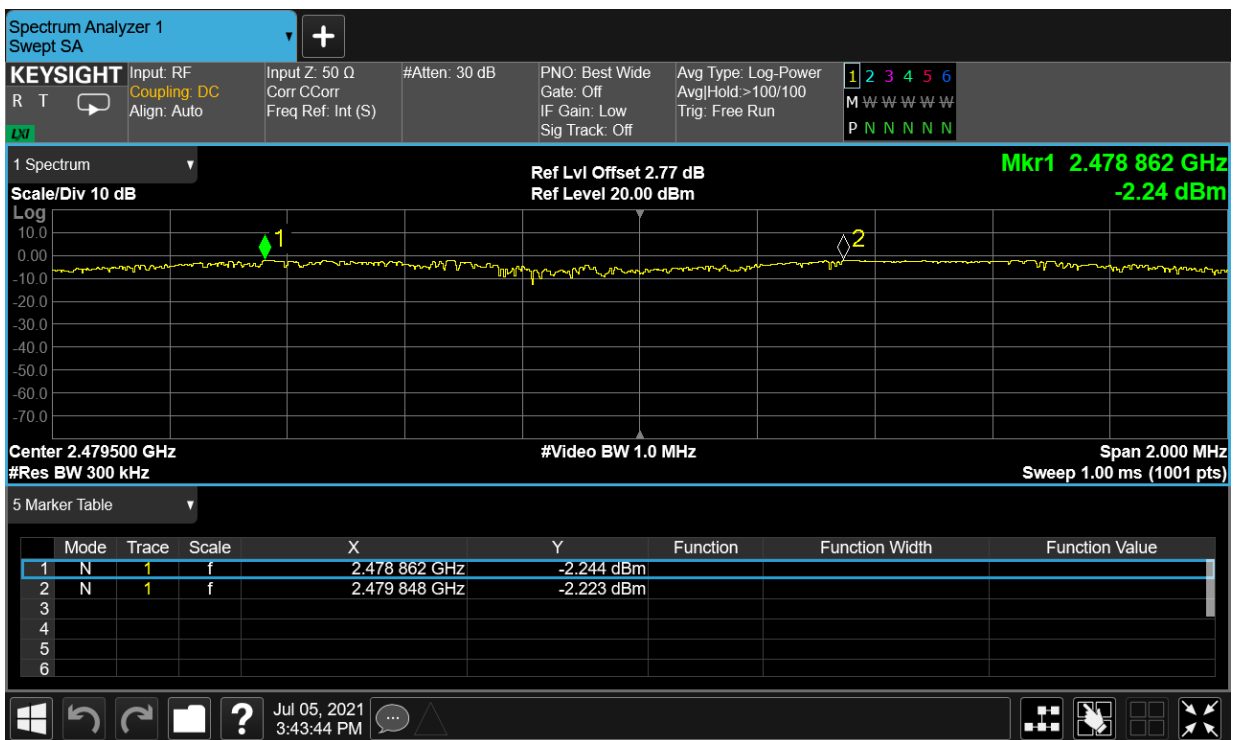 Spectrum Analyzer 1
Swept SA
+
KEYSIGHT
R T
LXI
Input: RF
Coupling: DC
Align: Auto
Input Z: 50 Ω
Corr CCorr
Freq Ref: Int (S)
#Atten: 30 dB
PNO: Best Wide
Gate: Off
IF Gain: Low
Sig Track: Off
Avg Type: Log-Power
Avg|Hold:>100/100
Trig: Free Run
1 2 3 4 5 6
M W W W W W
P N N N N N
1 Spectrum
Scale/Div 10 dB
Ref Lvl Offset 2.77 dB
Ref Level 20.00 dBm
Mkr1 2.478 862 GHz
-2.24 dBm
Log
10.0
0.00
-10.0
-20.0
-30.0
-40.0
-50.0
-60.0
-70.0
1
2
Center 2.479500 GHz
#Res BW 300 kHz
#Video BW 1.0 MHz
Span 2.000 MHz
Sweep 1.00 ms (1001 pts)
5 Marker Table
Mode Trace Scale X Y Function Function Width Function Value
1 N 1 f 2.478 862 GHz -2.244 dBm
2 N 1 f 2.479 848 GHz -2.223 dBm
3
4
5
6
?
Jul 05, 2021
3:43:44 PM